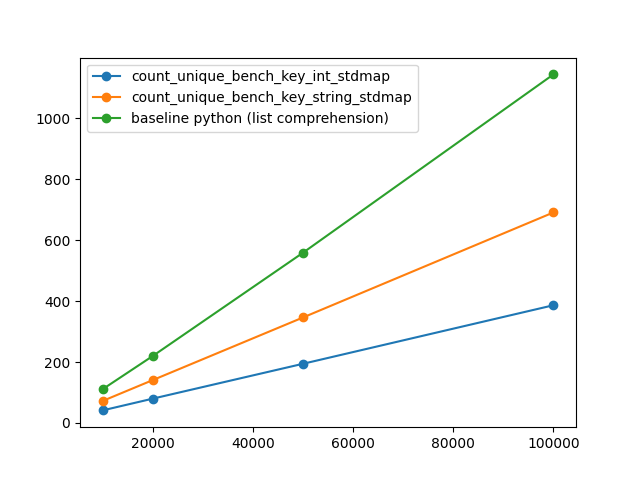 count_unique_bench_key_int_stdmap
count_unique_bench_key_string_stdmap
baseline python (list comprehension)
1000
800
600
400
200
0
20000 40000 60000 80000 100000